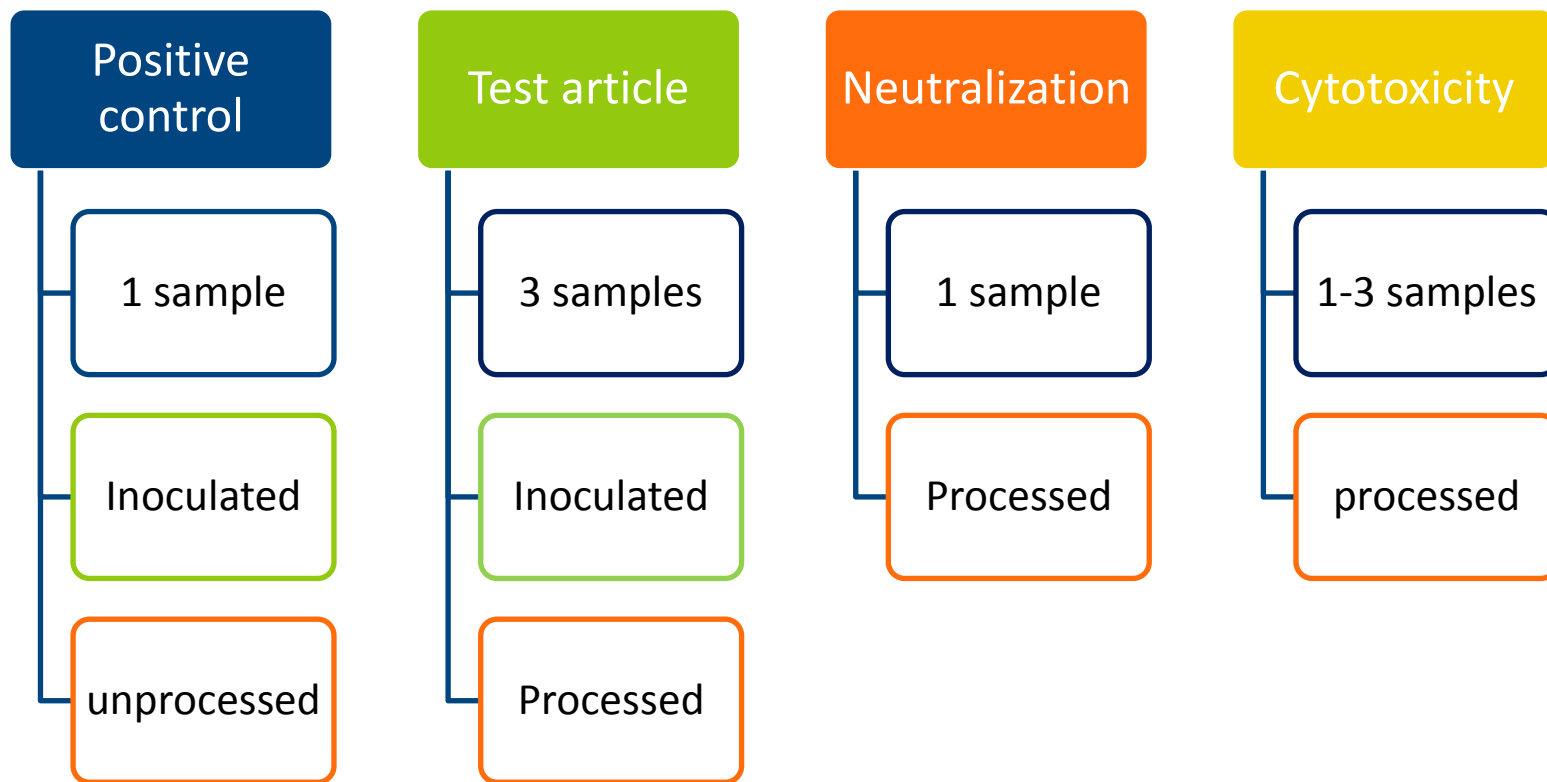 Positive
control
1 sample
Inoculated
unprocessed
Test article
3 samples
Inoculated
Processed
Neutralization
1 sample
Processed
Cytotoxicity
1-3 samples
processed